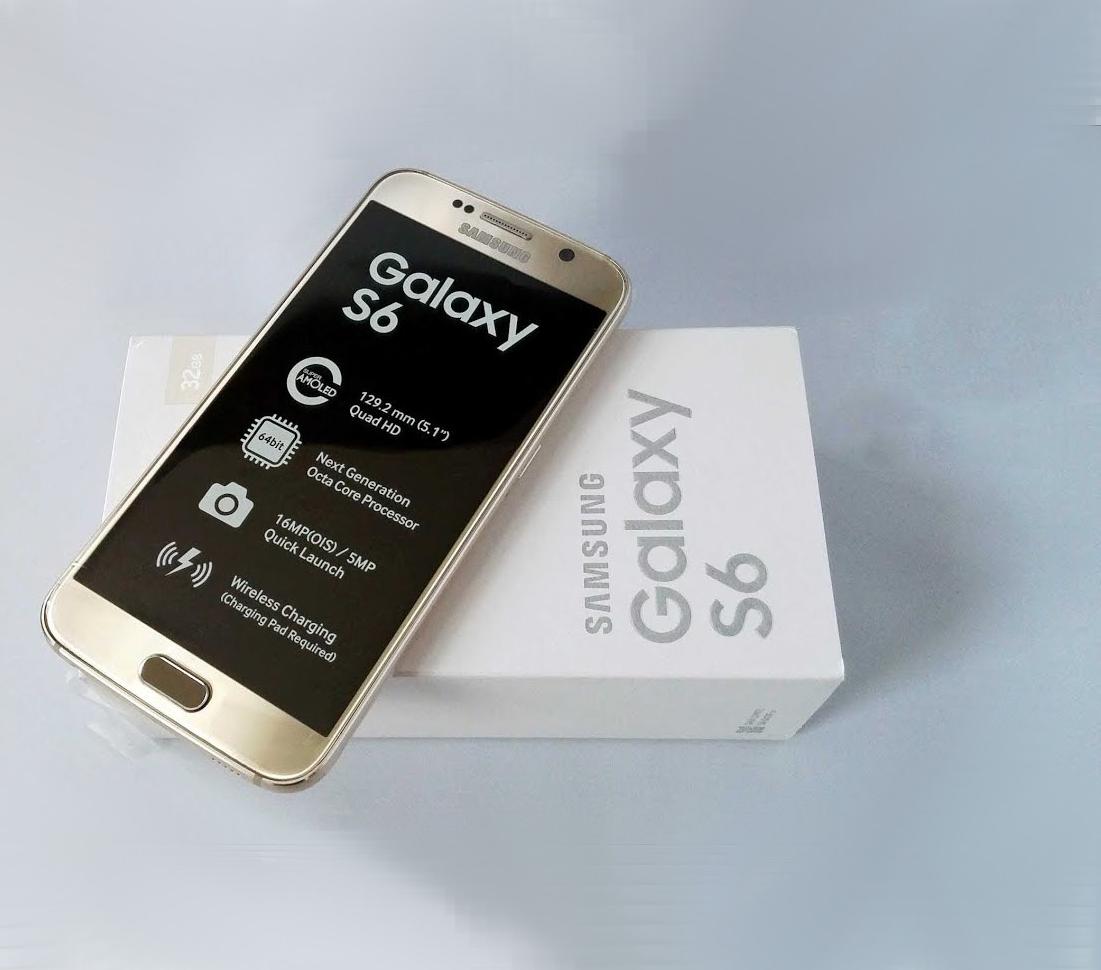 SAMSUNG
Galaxy
S6
SUPER
AMOLED
129.2 mm (5.1")
Quad HD
64bit
Next Generation
Octa Core Processor
16MP(OIS) / 5MP
Quick Launch
Wireless Charging
(Charging Pad Required)
32GB
SAMSUNG
Galaxy
S6